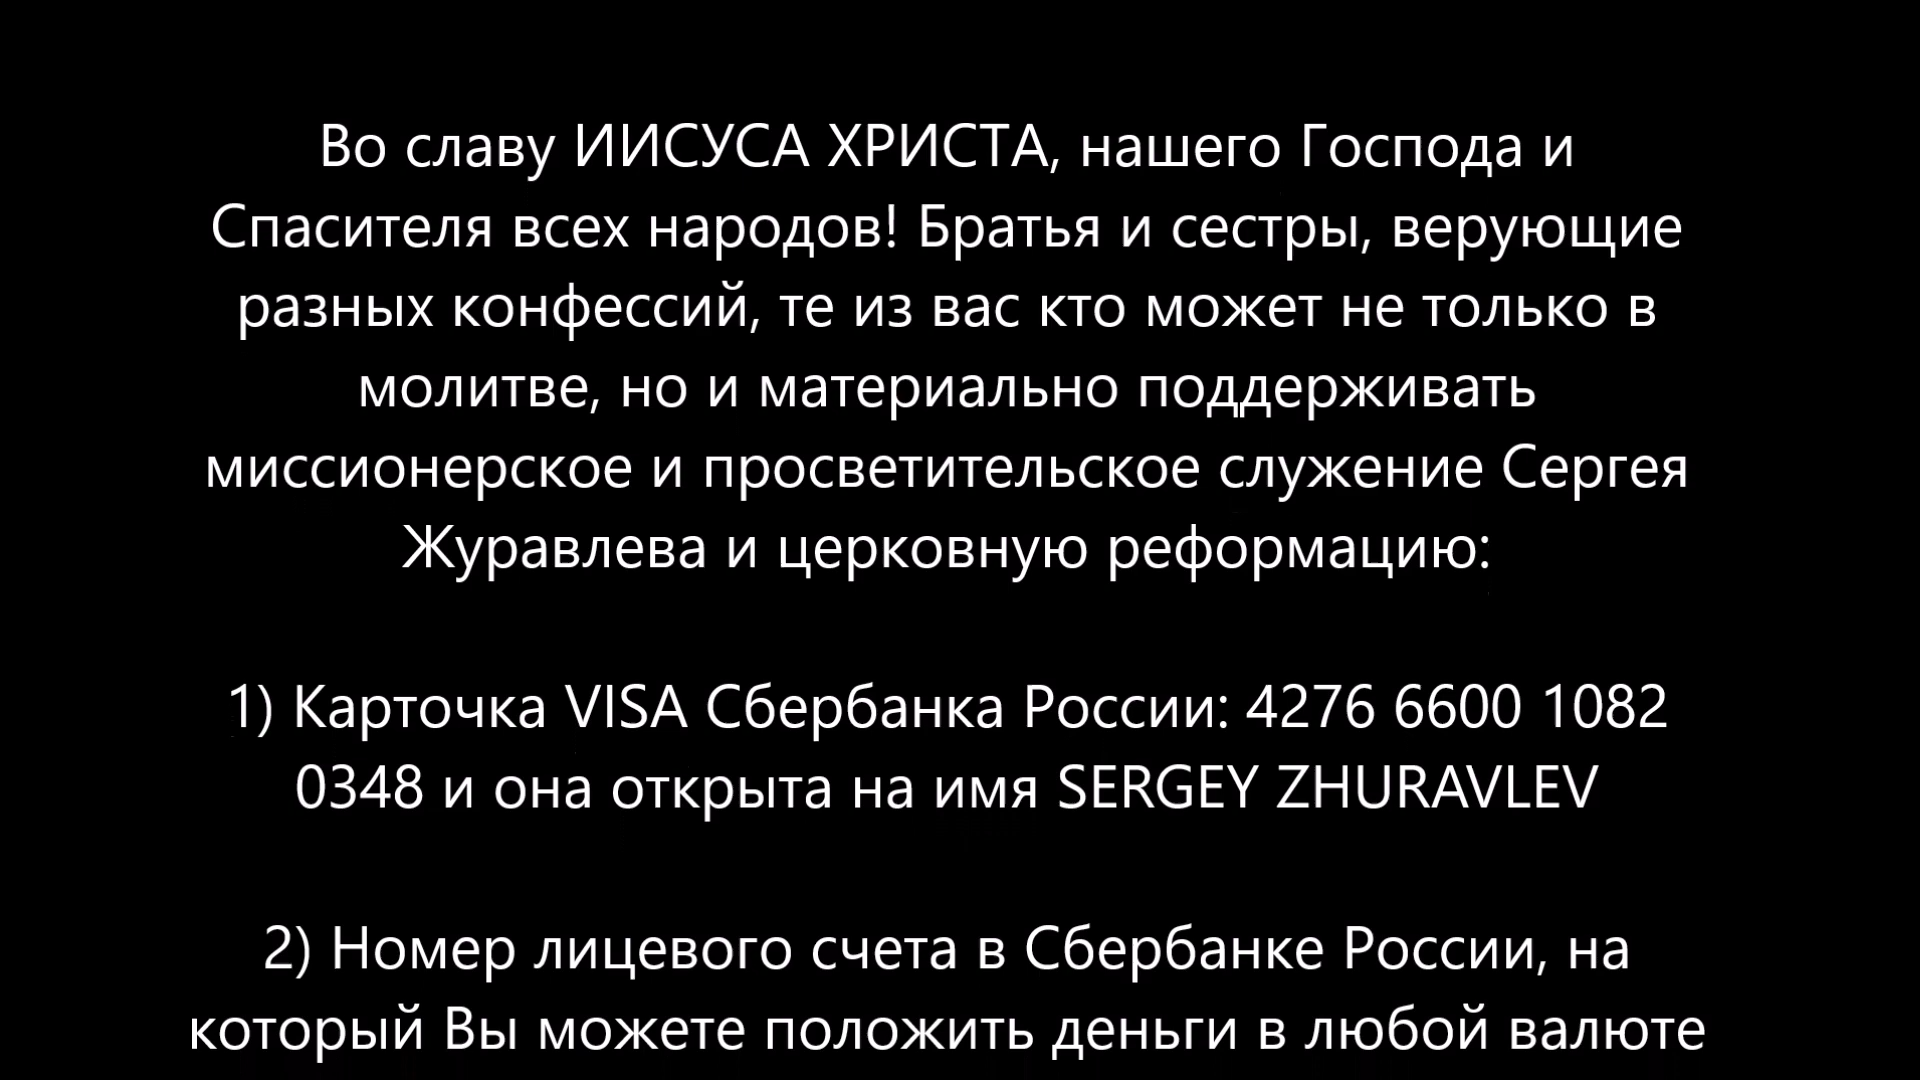 Во славу ИИСУСА ХРИСТА, нашего Господа и
Спасителя всех народов! Братья и сестры, верующие
разных конфессий, те из вас кто может не только в
молитве, но и материально поддерживать
миссионерское и просветительское служение Сергея
Журавлева и церковную реформацию:
1) Карточка VISA Сбербанка России: 4276 6600 1082
0348 и она открыта на имя SERGEY ZHURAVLEV
2) Номер лицевого счета в Сбербанке России, на
который Вы можете положить деньги в любой валюте